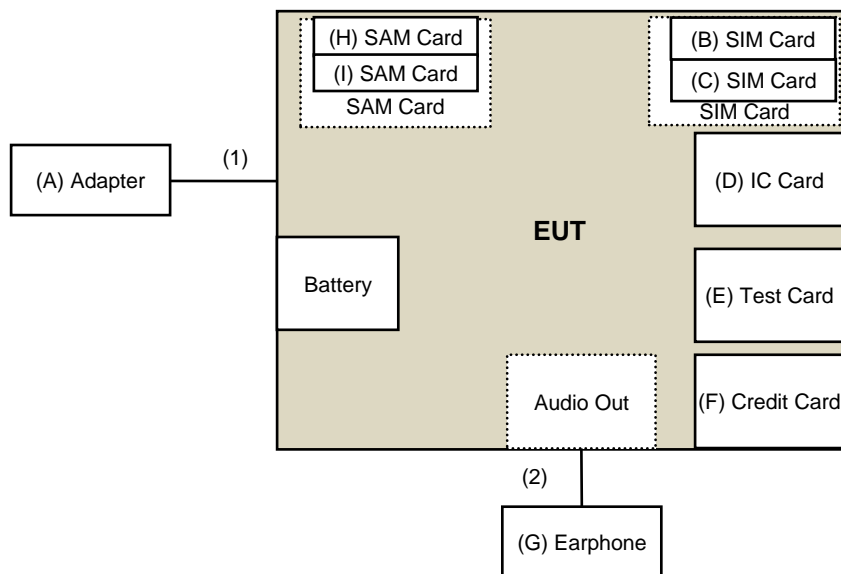 (H) SAM Card
(I) SAM Card
SAM Card
(B) SIM Card
(C) SIM Card
SIM Card
(1)
(A) Adapter
(D) IC Card
EUT
Battery
(E) Test Card
Audio Out
(F) Credit Card
(2)
(G) Earphone